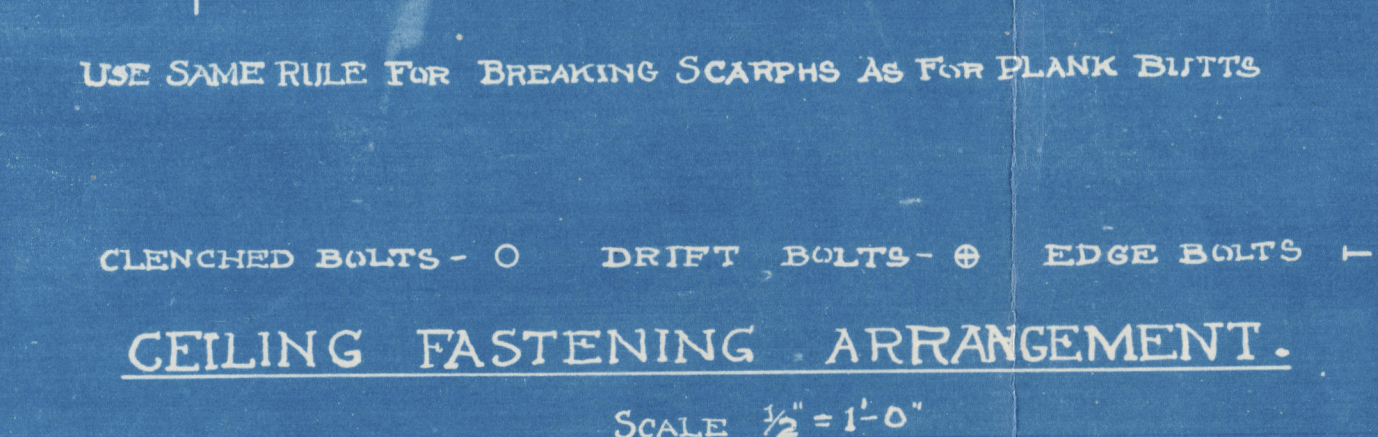 USE SAME RULE FOR BREAKING SCARPHS AS FOR PLANK BUTTS
CLENCHED BOLTS - ○ DRIFT BOLTS - ⊕ EDGE BOLTS ⊢
CEILING FASTENING ARRANGEMENT.
SCALE ½" = 1'-0"